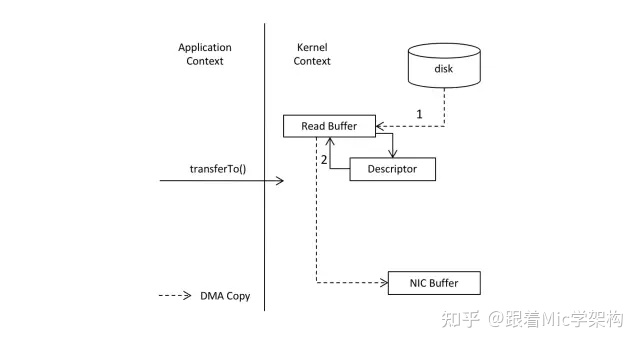 Application
Context
Kernel
Context
disk
1
Read Buffer
2
Descriptor
transferTo()
NIC Buffer
DMA Copy
知乎 @跟着Mic学架构